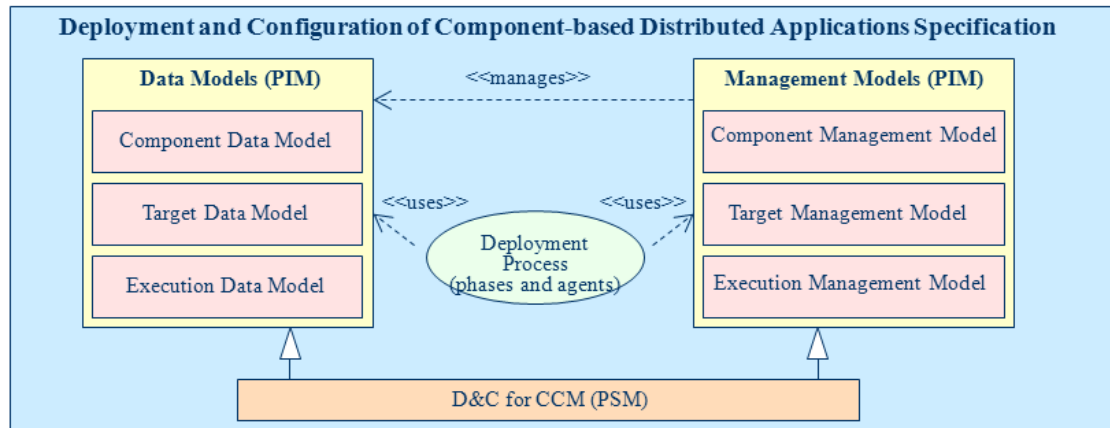 Deployment and Configuration of Component-based Distributed Applications Specification
Data Models (PIM)
<<manages>>
Management Models (PIM)
Component Data Model
Component Management Model
Target Data Model
<<uses>>
<<uses>>
Target Management Model
Deployment
Process
(phases and agents)
Execution Data Model
Execution Management Model
D&C for CCM (PSM)